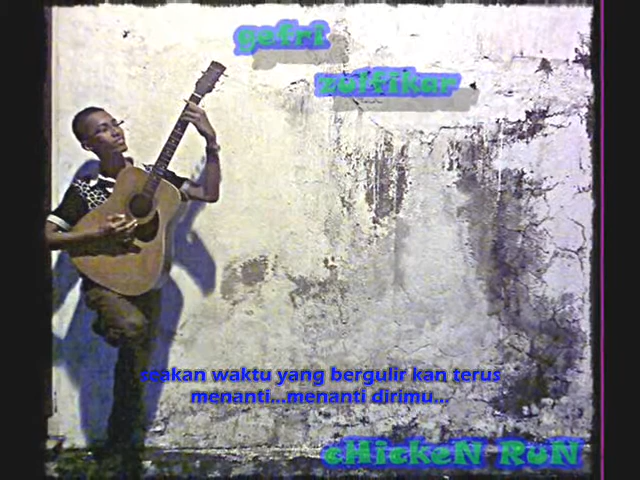 gefri
zulfikar
seakan waktu yang bergulir kan terus
menanti...menanti dirimu...
cHickeN RuN